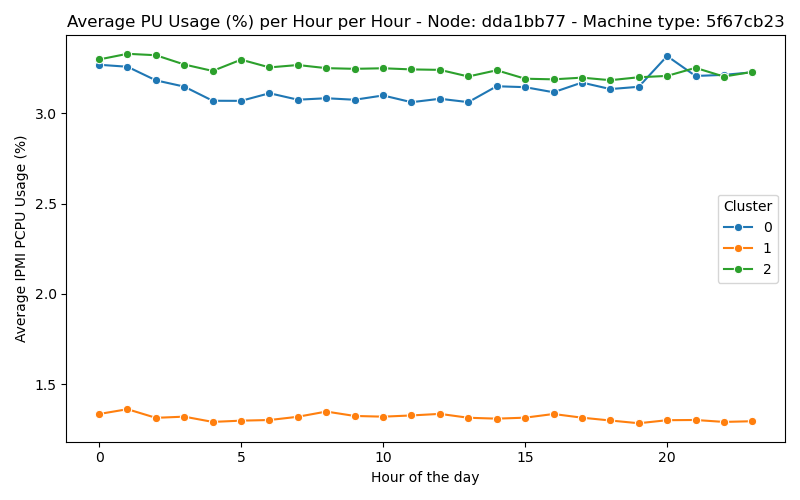 Average PU Usage (%) per Hour per Hour - Node: dda1bb77 - Machine type: 5f67cb23
Average IPMI PCPU Usage (%)
3.0
2.5
2.0
1.5
Cluster
0
1
2
0 5 10 15 20
Hour of the day